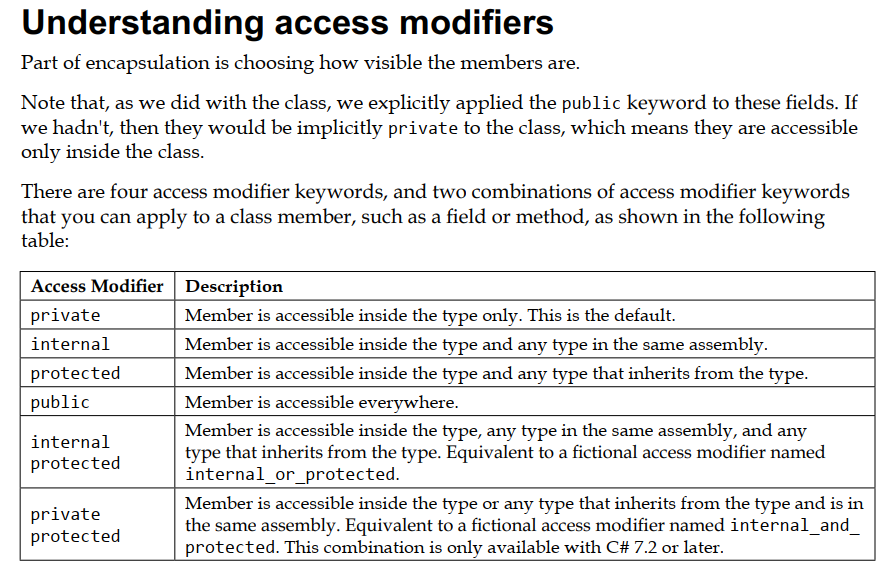 Understanding access modifiers
Part of encapsulation is choosing how visible the members are.
Note that, as we did with the class, we explicitly applied the public keyword to these fields. If
we hadn't, then they would be implicitly private to the class, which means they are accessible
only inside the class.
There are four access modifier keywords, and two combinations of access modifier keywords
that you can apply to a class member, such as a field or method, as shown in the following
table:
Access Modifier Description
private Member is accessible inside the type only. This is the default.
internal Member is accessible inside the type and any type in the same assembly.
protected Member is accessible inside the type and any type that inherits from the type.
public Member is accessible everywhere.
internal
protected
Member is accessible inside the type, any type in the same assembly, and any
type that inherits from the type. Equivalent to a fictional access modifier named
internal_or_protected.
private
protected
Member is accessible inside the type or any type that inherits from the type and is in
the same assembly. Equivalent to a fictional access modifier named internal_and_
protected. This combination is only available with C# 7.2 or later.